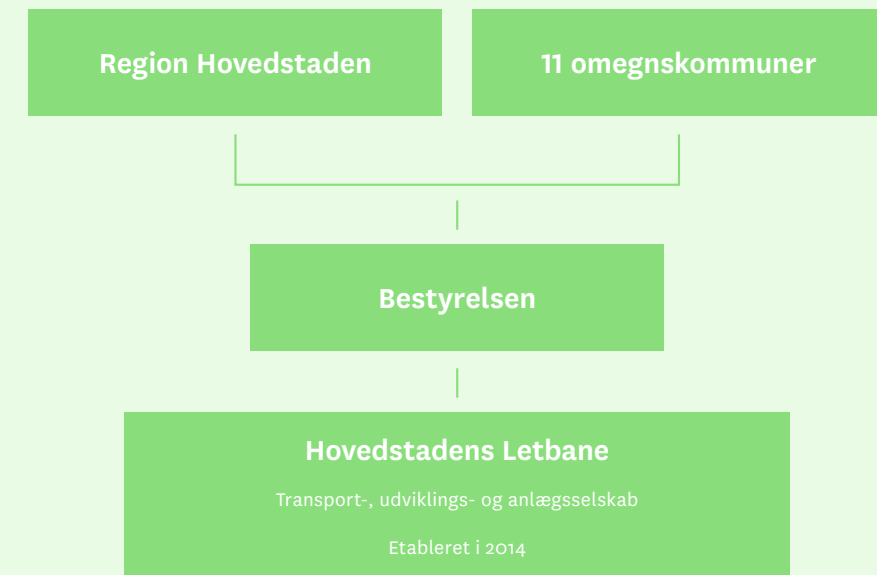 Region Hovedstaden
11 omegnskommuner
Bestyrelsen
Hovedstadens Letbane
Transport-, udviklings- og anlægsselskab
Etableret i 2014